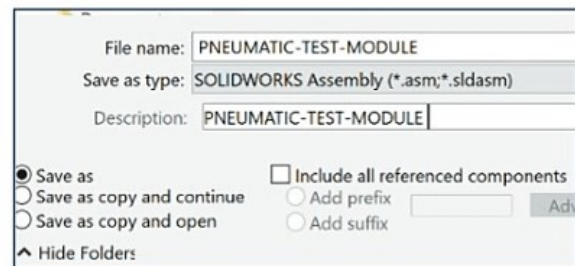 File name: PNEUMATIC-TEST-MODULE
Save as type: SOLIDWORKS Assembly (*.asm;*.sldasm)
Description: PNEUMATIC-TEST-MODULE
Save as Include all referenced components
Save as copy and continue Add prefix
Save as copy and open Add suffix
Hide Folders